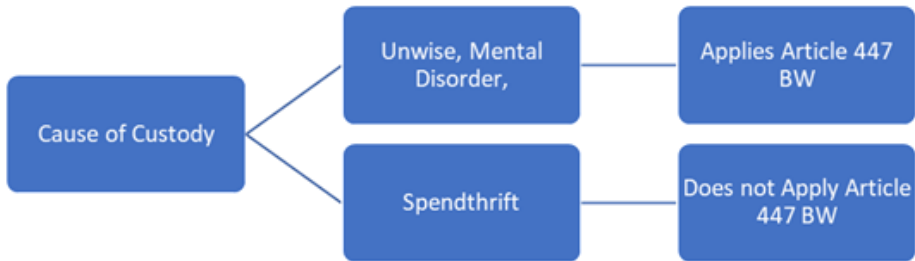 Cause of Custody
Unwise, Mental
Disorder,
Applies Article 447
BW
Spendthrift
Does not Apply Article
447 BW